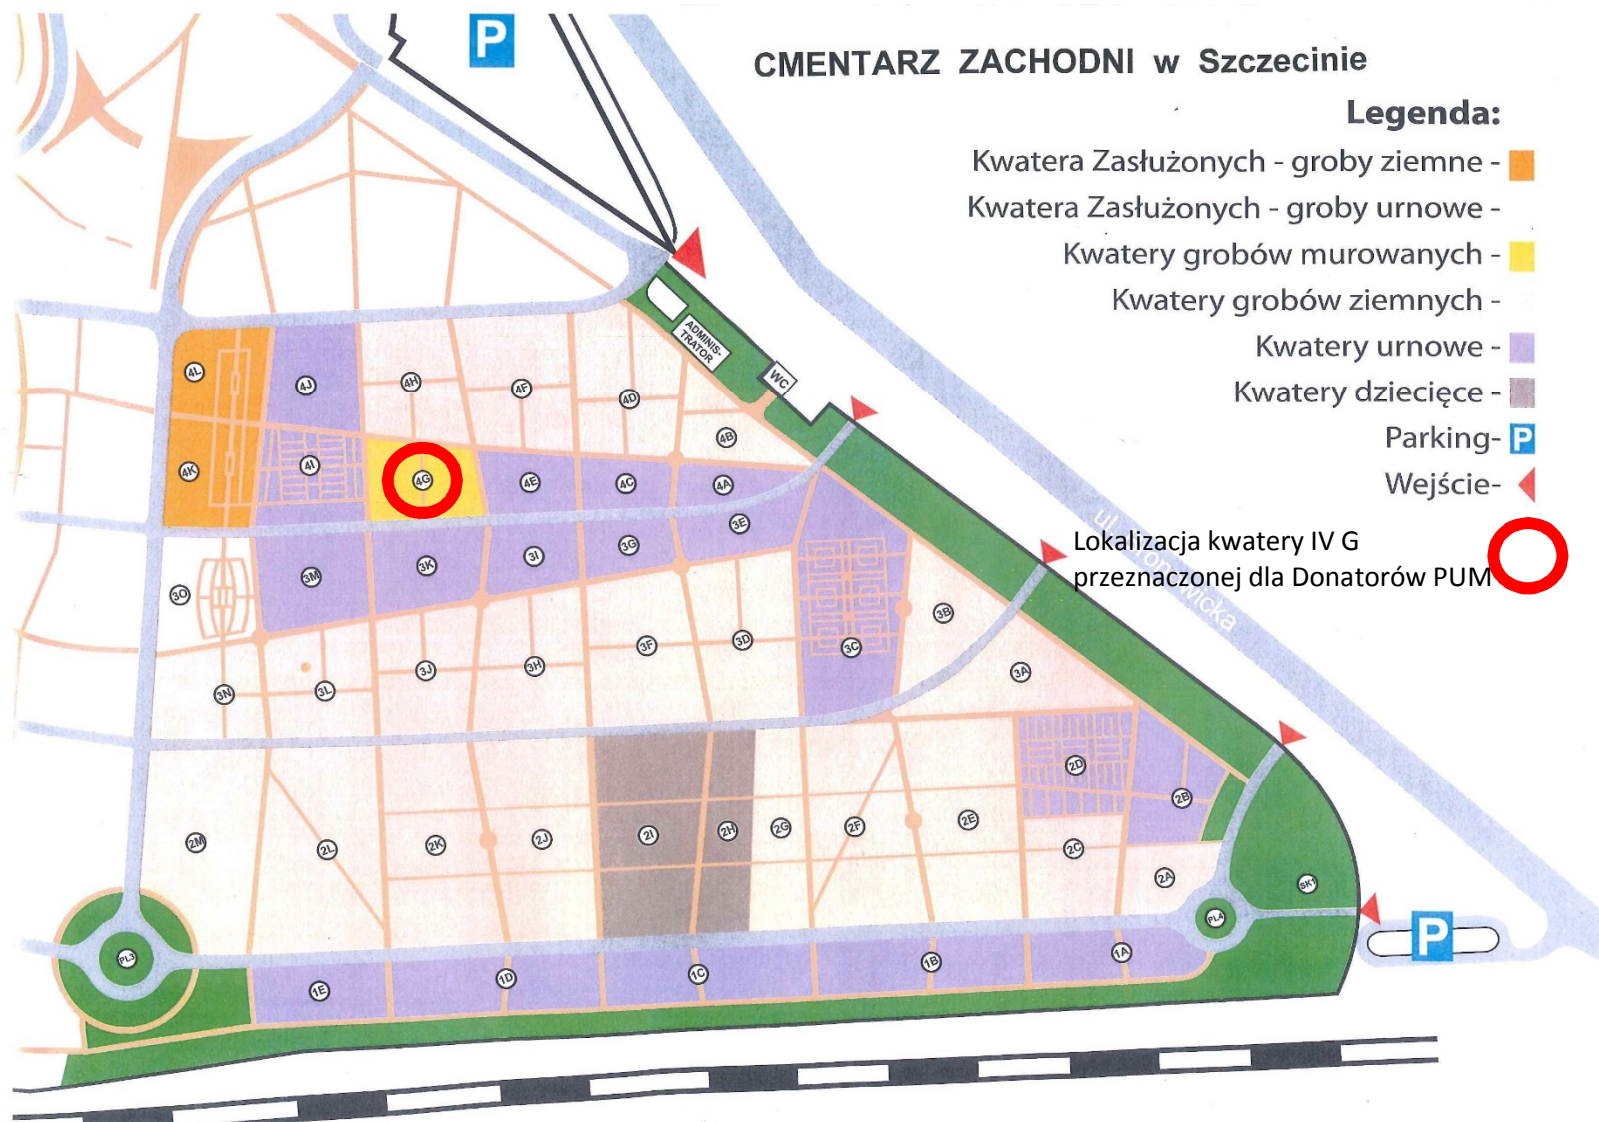 P
CMENTARZ ZACHODNI w Szczecinie
Legenda:
Kwatera Zasłużonych - groby ziemne -
Kwatera Zasłużonych - groby urnowe -
Kwatery grobów murowanych -
Kwatery grobów ziemnych -
Kwatery urnowe -
Kwatery dziecięce -
Parking- P
Wejście-
Lokalizacja kwatery IV G
przeznaczonej dla Donatorów PUM
ul.
ADMINIS-
TRATOR
WC
4L
4J
4H
4F
4D
4B
4K
4I
4G
4E
4C
4A
3O
3M
3K
3I
3G
3E
3N
3L
3J
3H
3F
3D
3C
3B
3A
2M
2L
2K
2J
2I
2H
2G
2F
2E
2D
2C
2B
2A
SK1
PL4
P
PL3
1E
1D
1C
1B
1A